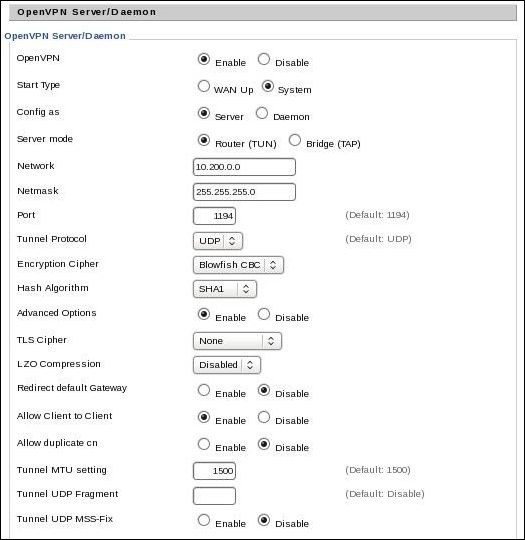 OpenVPN Server/Daemon
OpenVPN Server/Daemon
OpenVPN Enable Disable
Start Type WAN Up System
Config as Server Daemon
Server mode Router (TUN) Bridge (TAP)
Network 10.200.0.0
Netmask 255.255.255.0
Port 1194 (Default: 1194)
Tunnel Protocol UDP (Default: UDP)
Encryption Cipher Blowfish CBC
Hash Algorithm SHA1
Advanced Options Enable Disable
TLS Cipher None
LZO Compression Disabled
Redirect default Gateway Enable Disable
Allow Client to Client Enable Disable
Allow duplicate cn Enable Disable
Tunnel MTU setting 1500 (Default: 1500)
Tunnel UDP Fragment (Default: Disable)
Tunnel UDP MSS-Fix Enable Disable